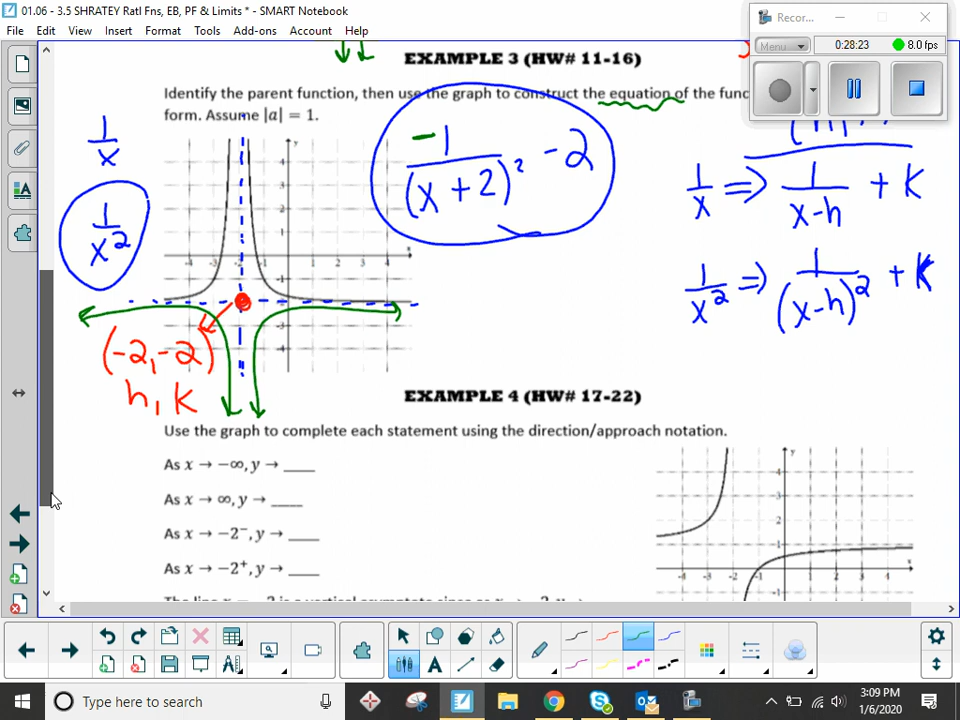 01.06 - 3.5 SHRATEY Ratl Fns, EB, PF & Limits * - SMART Notebook
File Edit View Insert Format Tools Add-ons Account Help
Recor...
Menu
0:28:23
8.0 fps
EXAMPLE 3 (HW# 11-16)
Identify the parent function, then use the graph to construct the equation of the func
form. Assume |a| = 1.
1/x
1/x²
-1/(x + 2)² - 2
1/x => 1/(x-h) + K
1/x² => 1/(x-h)² + K
(-2, -2)
h, K
EXAMPLE 4 (HW# 17-22)
Use the graph to complete each statement using the direction/approach notation.
As x → -∞, y → ____
As x → ∞, y → ____
As x → -2⁻, y → ____
As x → -2⁺, y → ____
Type here to search
3:09 PM
1/6/2020